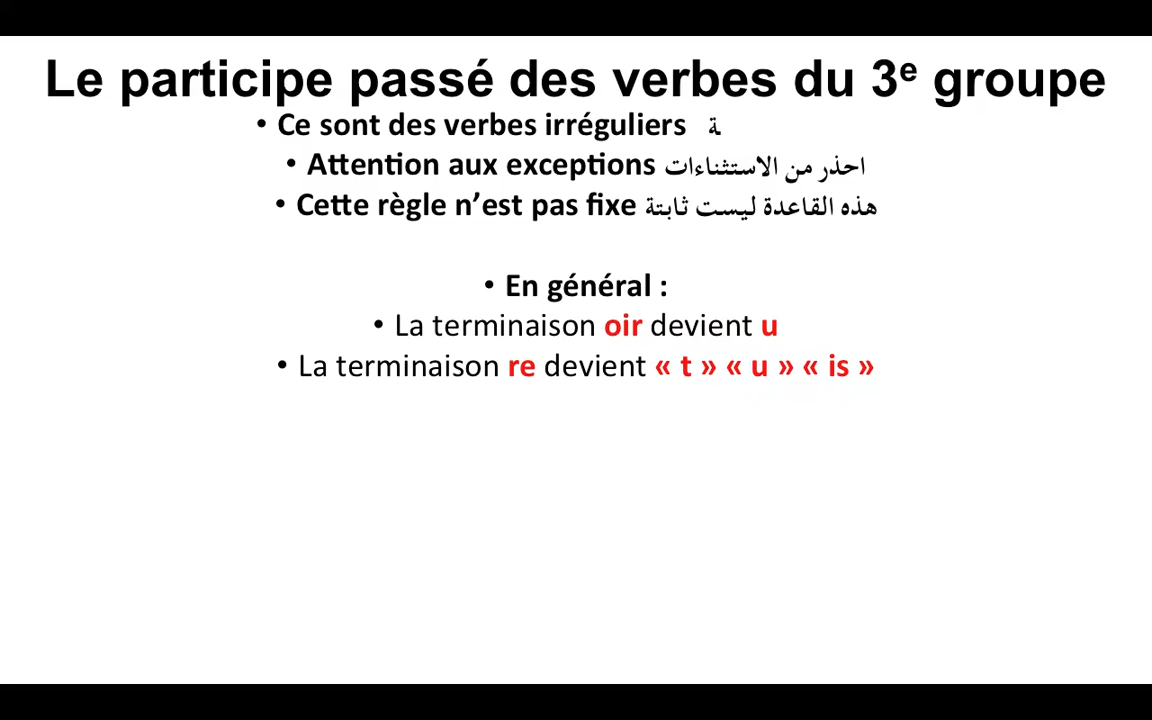 Le participe passé des verbes du 3e groupe
• Ce sont des verbes irréguliers ـة
• Attention aux exceptions احذر من الاستثناءات
• Cette règle n’est pas fixe هذه القاعدة ليست ثابتة
• En général :
• La terminaison oir devient u
• La terminaison re devient « t » « u » « is »